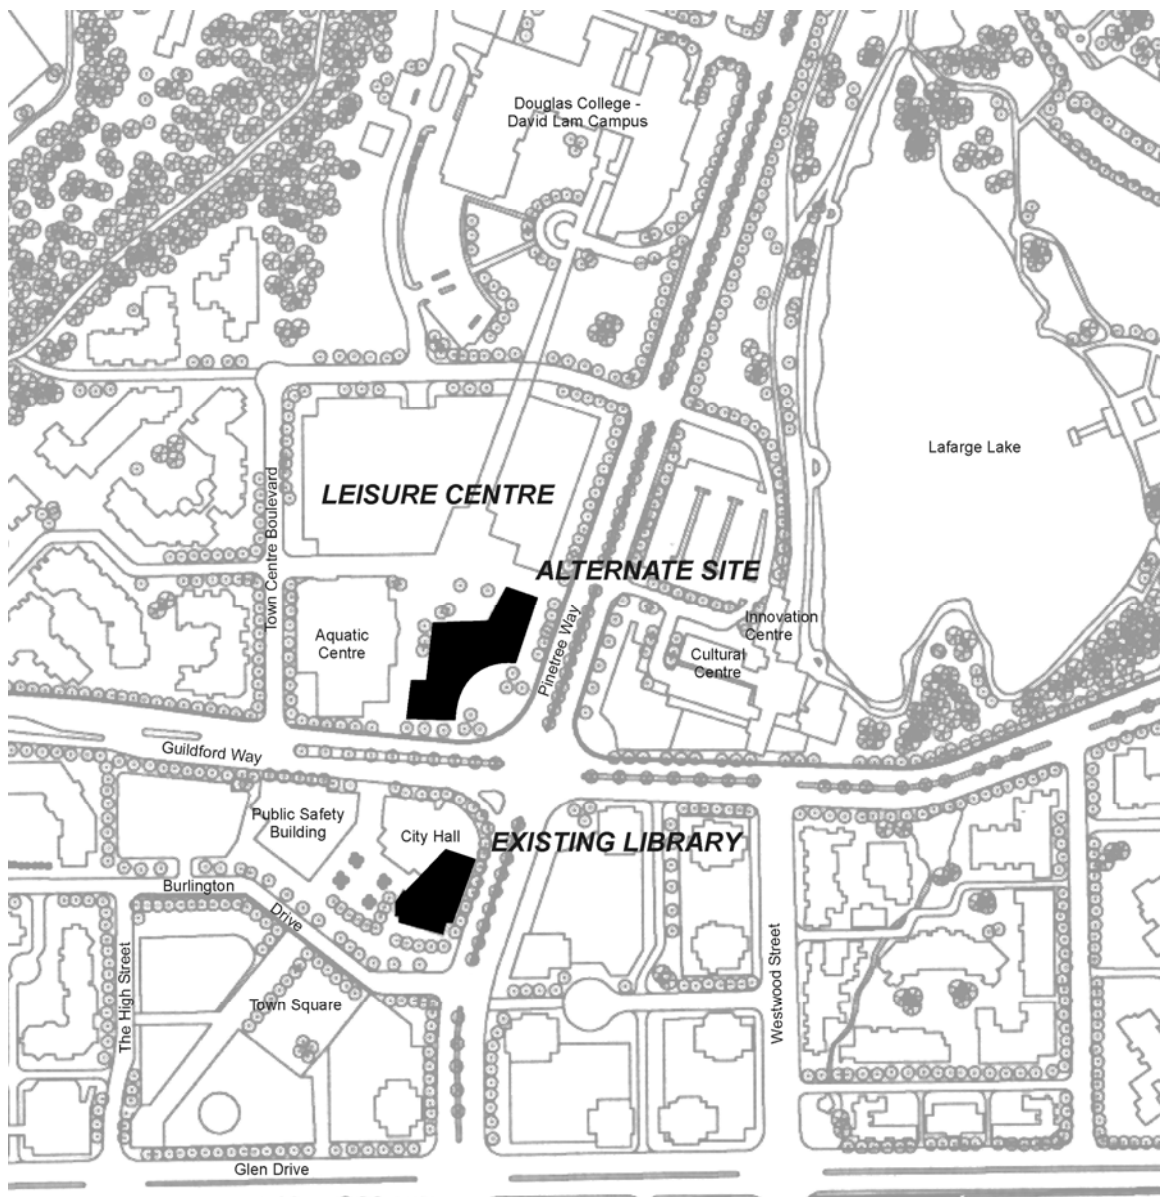 Douglas College -
David Lam Campus
Lafarge Lake
LEISURE CENTRE
Town Centre Boulevard
ALTERNATE SITE
Innovation
Centre
Aquatic
Centre
Pinetree Way
Cultural
Centre
Guildford Way
Public Safety
Building
City Hall
EXISTING LIBRARY
Burlington
Drive
The High Street
Town Square
Westwood Street
Glen Drive